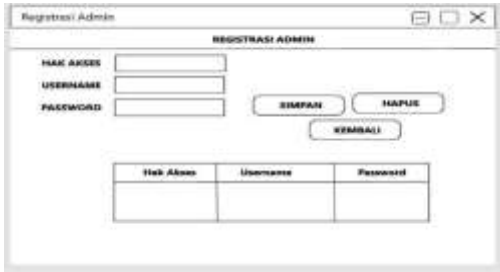 Registrasi Admin
REGISTRASI ADMIN
HAK AKSES
USERNAME
PASSWORD
SIMPAN
HAPUS
KEMBALI
Hak Akses Username Password